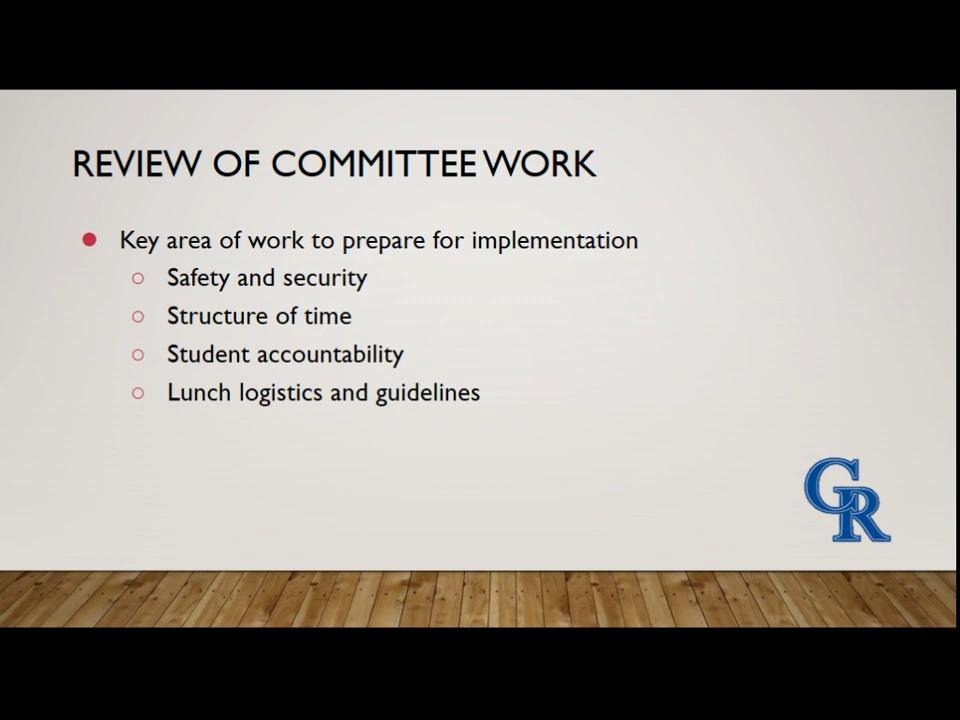 REVIEW OF COMMITTEE WORK
Key area of work to prepare for implementation
Safety and security
Structure of time
Student accountability
Lunch logistics and guidelines
GR